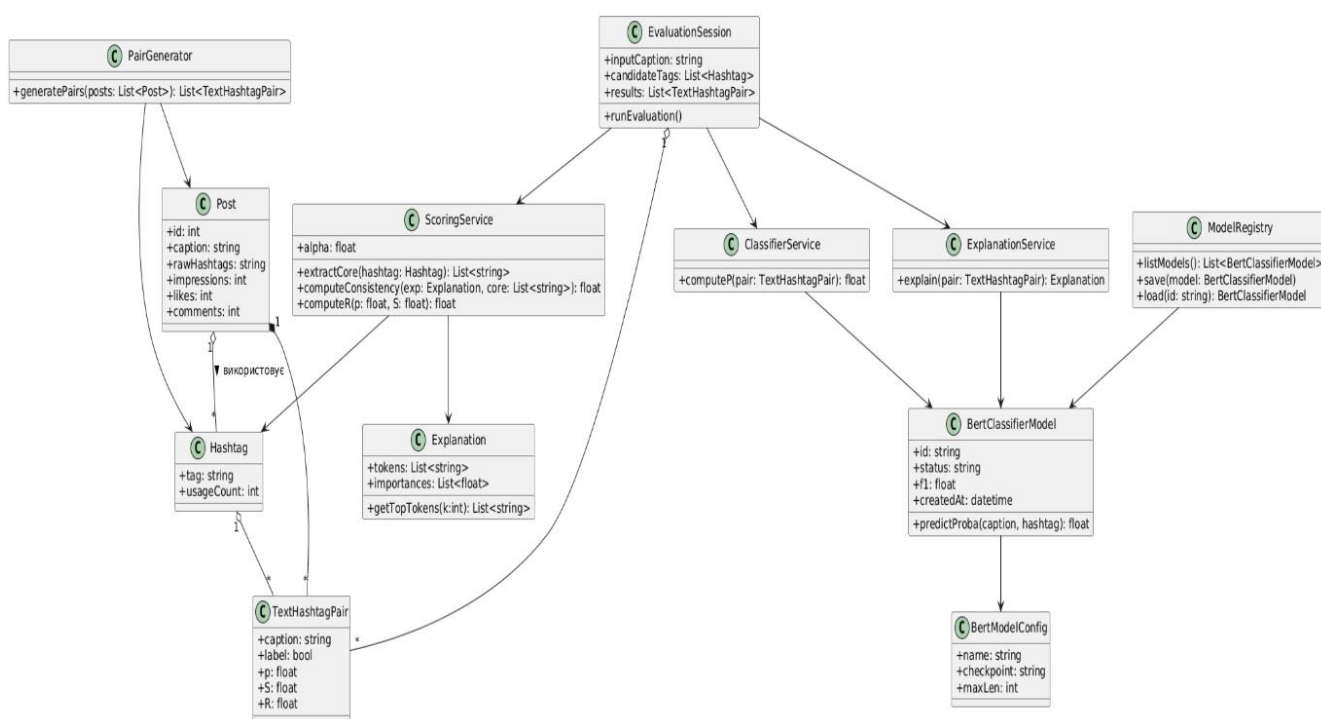 C PairGenerator
+generatePairs(posts: List<Post>): List<TextHashtagPair>
C EvaluationSession
+inputCaption: string
+candidateTags: List<Hashtag>
+results: List<TextHashtagPair>
+runEvaluation()
1
C Post
+id: int
+caption: string
+rawHashtags: string
+impressions: int
+likes: int
+comments: int
1
1
використовує
*
C ScoringService
+alpha: float
+extractCore(hashtag: Hashtag): List<string>
+computeConsistency(exp: Explanation, core: List<string>): float
+computeR(p: float, S: float): float
C ClassifierService
+computeP(pair: TextHashtagPair): float
C ExplanationService
+explain(pair: TextHashtagPair): Explanation
C ModelRegistry
+listModels(): List<BertClassifierModel>
+save(model: BertClassifierModel)
+load(id: string): BertClassifierModel
C Hashtag
+tag: string
+usageCount: int
1
*
*
C Explanation
+tokens: List<string>
+importances: List<float>
+getTopTokens(k:int): List<string>
C BertClassifierModel
+id: string
+status: string
+f1: float
+createdAt: datetime
+predictProba(caption, hashtag): float
C TextHashtagPair
+caption: string
+label: bool
+p: float
+S: float
+R: float
*
C BertModelConfig
+name: string
+checkpoint: string
+maxLen: int